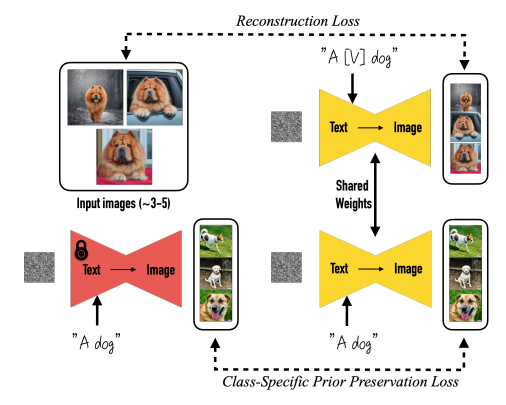 Reconstruction Loss
"A [V] dog"
Text
Image
Input images (~3-5)
Shared
Weights
Text
Image
Text
Image
"A dog"
"A dog"
Class-Specific Prior Preservation Loss